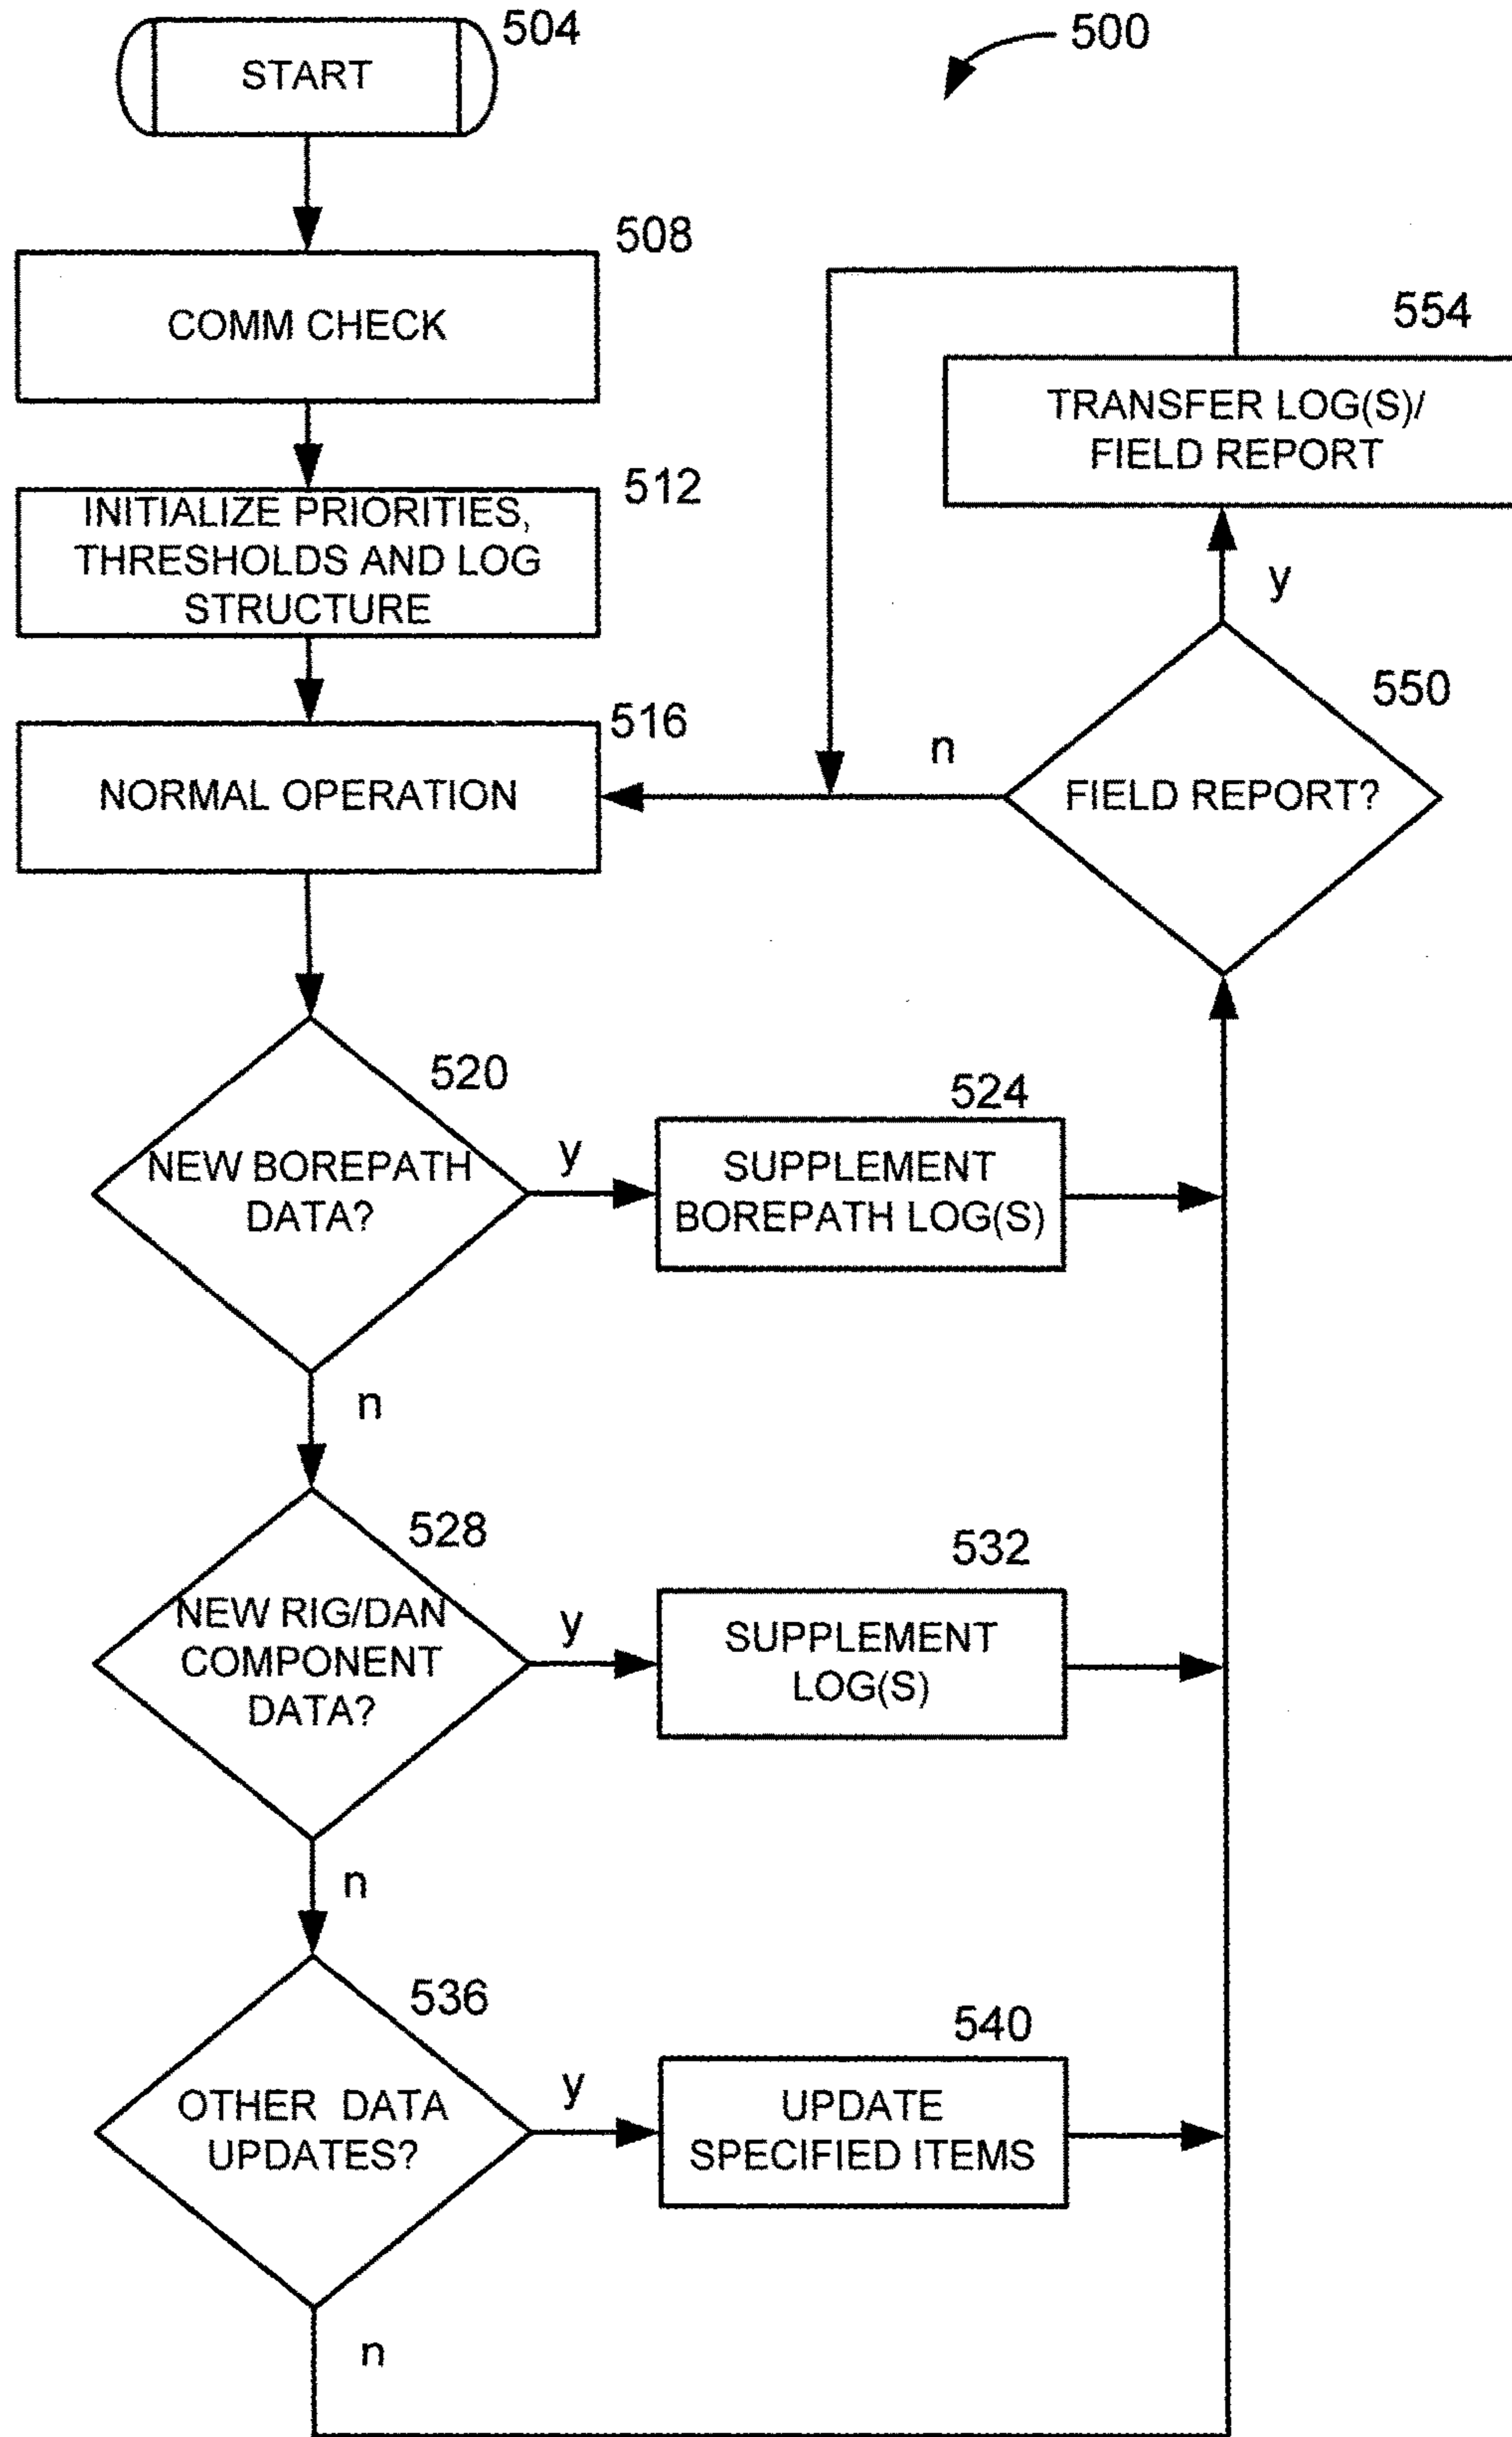 504
START
500
508
COMM CHECK
554
TRANSFER LOG(S)/
FIELD REPORT
512
INITIALIZE PRIORITIES,
THRESHOLDS AND LOG
STRUCTURE
y
550
516
n
NORMAL OPERATION
FIELD REPORT?
520
524
NEW BOREPATH
DATA?
y
SUPPLEMENT
BOREPATH LOG(S)
n
528
532
NEW RIG/DAN
COMPONENT
DATA?
y
SUPPLEMENT
LOG(S)
n
536
540
OTHER DATA
UPDATES?
y
UPDATE
SPECIFIED ITEMS
n